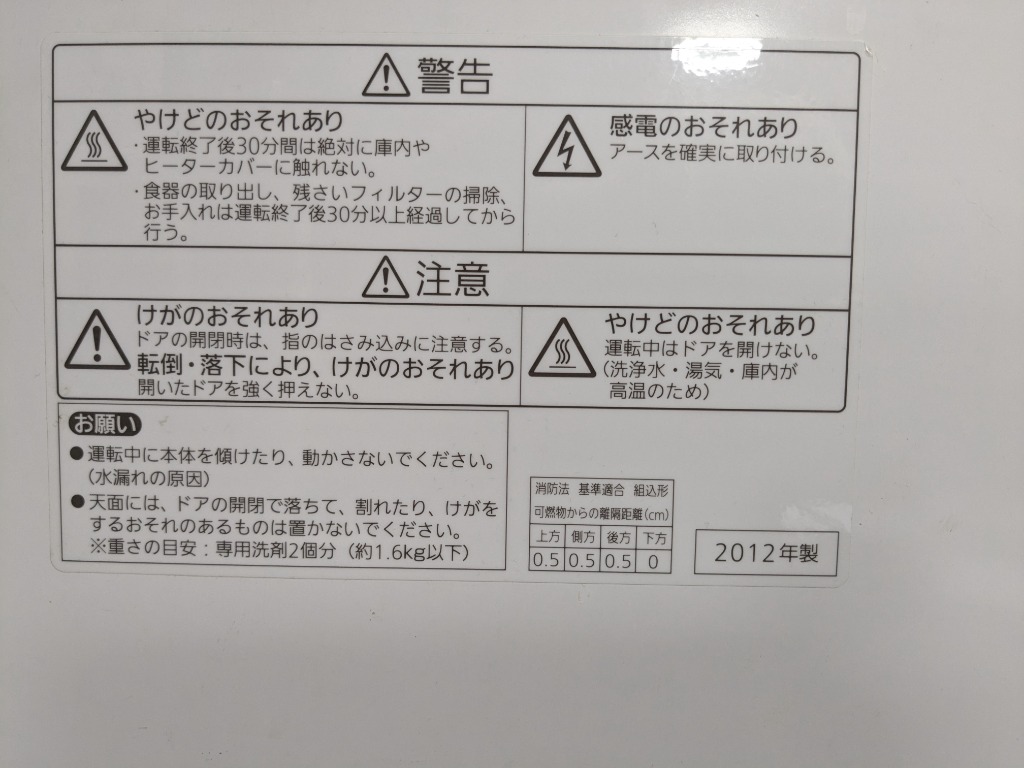 警告
やけどのおそれあり
・運転終了後30分間は絶対に庫内や
ヒーターカバーに触れない。
・食器の取り出し、残さいフィルターの掃除、
お手入れは運転終了後30分以上経過してから
行う。
感電のおそれあり
アースを確実に取り付ける。
注意
けがのおそれあり
ドアの開閉時は、指のはさみ込みに注意する。
転倒・落下により、けがのおそれあり
開いたドアを強く押えない。
やけどのおそれあり
運転中はドアを開けない。
(洗浄水・湯気・庫内が
高温のため)
お願い
●運転中に本体を傾けたり、動かさないでください。
(水漏れの原因)
●天面には、ドアの開閉で落ちて、割れたり、けがを
するおそれのあるものは置かないでください。
※重さの目安：専用洗剤2個分（約1.6kg以下）
消防法 基準適合 組込形
可燃物からの離隔距離(cm)
上方 側方 後方 下方
0.5 0.5 0.5 0
2012年製